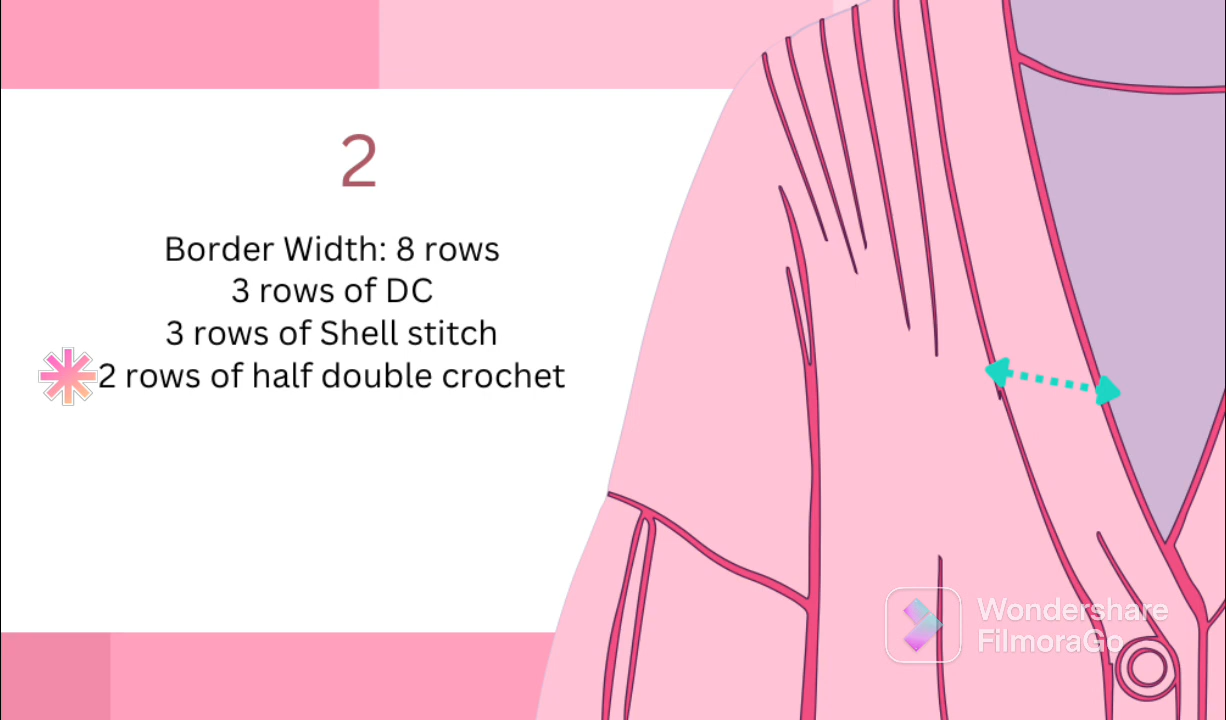 2
Border Width: 8 rows
3 rows of DC
3 rows of Shell stitch
2 rows of half double crochet
Wondershare
FilmoraGo